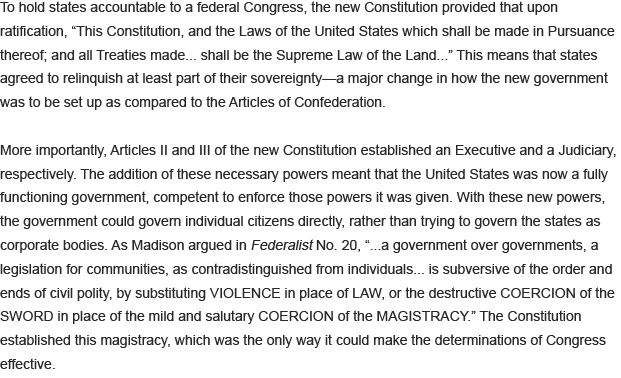 To hold states accountable to a federal Congress, the new Constitution provided that upon
ratification, “This Constitution, and the Laws of the United States which shall be made in Pursuance
thereof; and all Treaties made... shall be the Supreme Law of the Land...” This means that states
agreed to relinquish at least part of their sovereignty—a major change in how the new government
was to be set up as compared to the Articles of Confederation.
More importantly, Articles II and III of the new Constitution established an Executive and a Judiciary,
respectively. The addition of these necessary powers meant that the United States was now a fully
functioning government, competent to enforce those powers it was given. With these new powers,
the government could govern individual citizens directly, rather than trying to govern the states as
corporate bodies. As Madison argued in Federalist No. 20, “...a government over governments, a
legislation for communities, as contradistinguished from individuals... is subversive of the order and
ends of civil polity, by substituting VIOLENCE in place of LAW, or the destructive COERCION of the
SWORD in place of the mild and salutary COERCION of the MAGISTRACY.” The Constitution
established this magistracy, which was the only way it could make the determinations of Congress
effective.